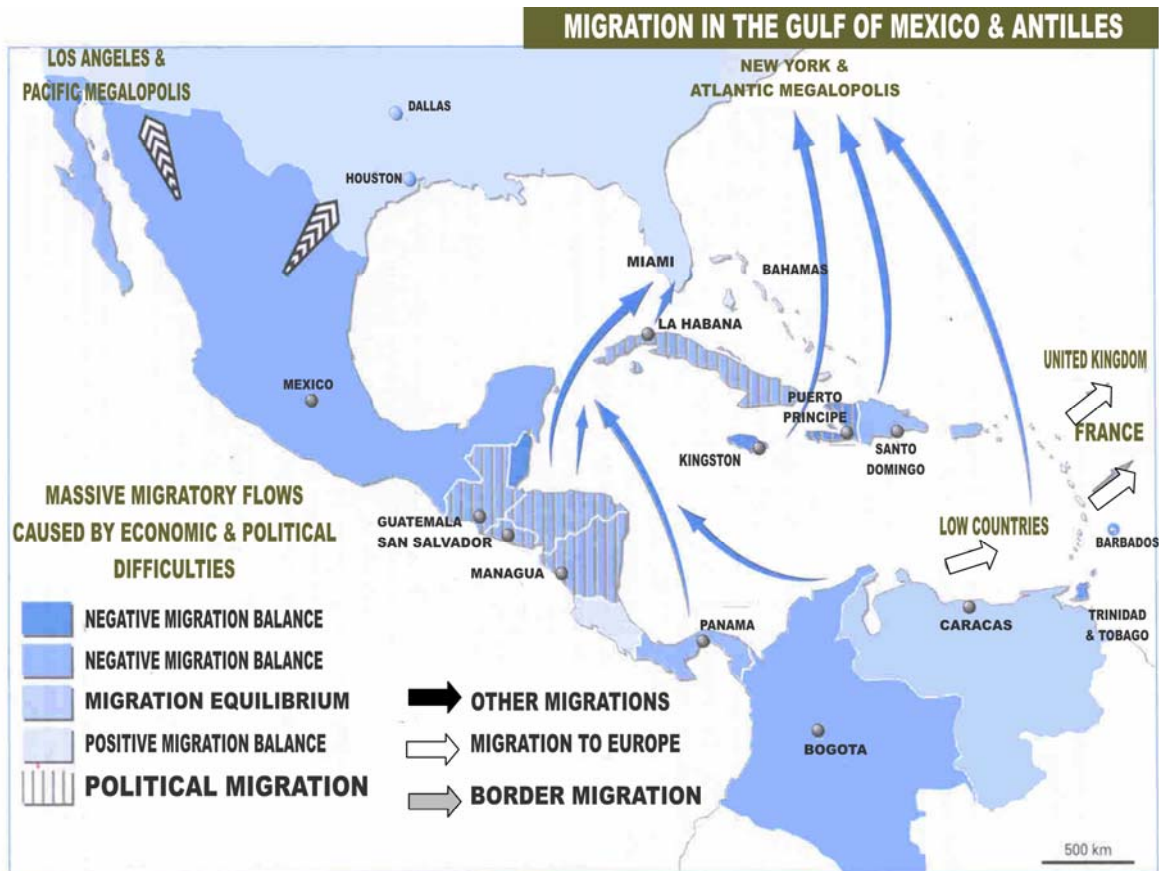 MIGRATION IN THE GULF OF MEXICO & ANTILLES
LOS ANGELES &
PACIFIC MEGALOPOLIS
NEW YORK &
ATLANTIC MEGALOPOLIS
DALLAS
HOUSTON
MIAMI
BAHAMAS
LA HABANA
MEXICO
PUERTO
PRINCIPE
KINGSTON
SANTO
DOMINGO
UNITED KINGDOM
FRANCE
LOW COUNTRIES
BARBADOS
GUATEMALA
SAN SALVADOR
MANAGUA
PANAMA
CARACAS
TRINIDAD
& TOBAGO
BOGOTA
MASSIVE MIGRATORY FLOWS
CAUSED BY ECONOMIC & POLITICAL
DIFFICULTIES
NEGATIVE MIGRATION BALANCE
NEGATIVE MIGRATION BALANCE
MIGRATION EQUILIBRIUM
POSITIVE MIGRATION BALANCE
POLITICAL MIGRATION
OTHER MIGRATIONS
MIGRATION TO EUROPE
BORDER MIGRATION
500 km